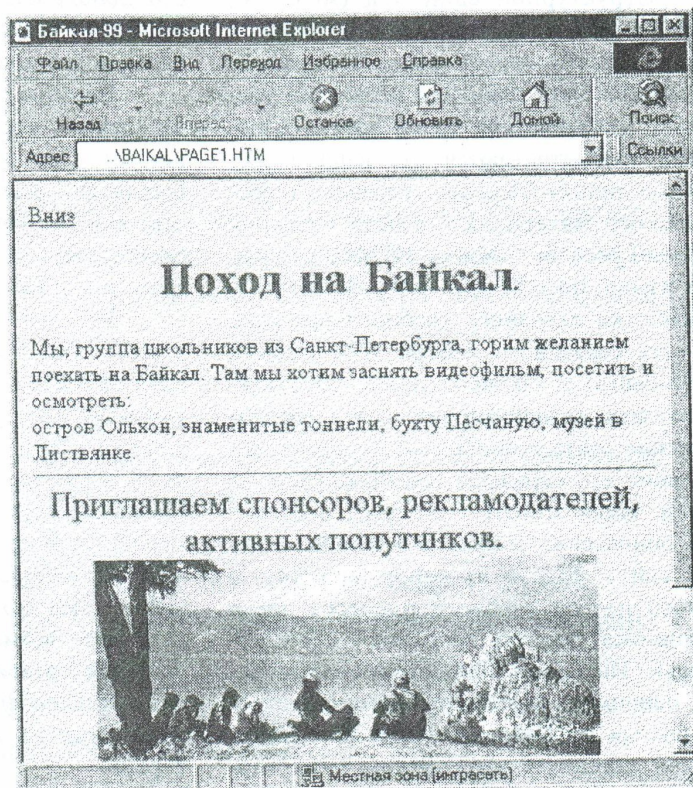 Байкал-99 - Microsoft Internet Explorer
Файл Правка Вид Переход Избранное Справка
Назад Вперед Останов Обновить Домой Поиск
Адрес ..\BAIKAL\PAGE1.HTM Ссылки
Вниз
Поход на Байкал.
Мы, группа школьников из Санкт-Петербурга, горим желанием
поехать на Байкал. Там мы хотим заснять видеофильм, посетить и
осмотреть:
остров Ольхон, знаменитые тоннели, бухту Песчаную, музей в
Листвянке.
Приглашаем спонсоров, рекламодателей,
активных попутчиков.
Местная зона (интрасеть)